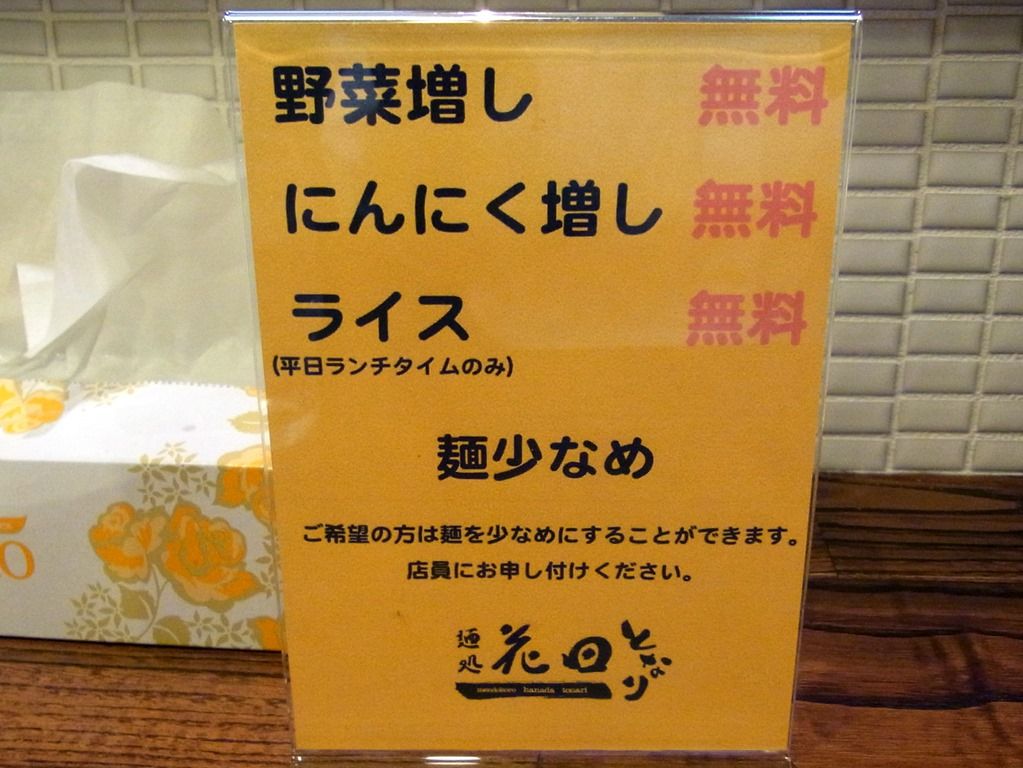 野菜増し 無料
にんにく増し 無料
ライス 無料
(平日ランチタイムのみ)
麺少なめ
ご希望の方は麺を少なめにすることができます。
店員にお申し付けください。
麺処 花田 となり
mendokoro hanada tonari